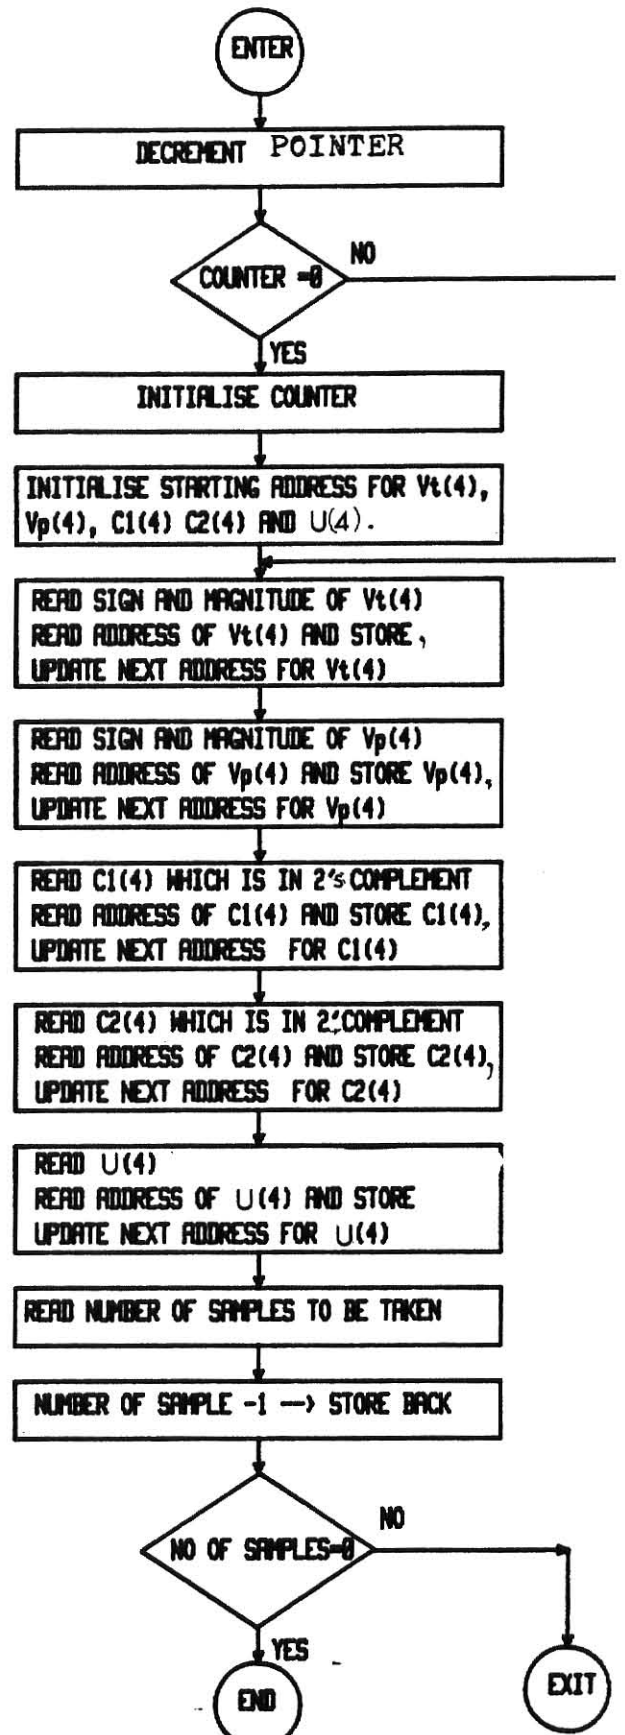 ENTER
DECREMENT POINTER
COUNTER =0
NO
YES
INITIALISE COUNTER
INITIALISE STARTING ADDRESS FOR Vt(4),
Vp(4), C1(4) C2(4) AND U(4).
READ SIGN AND MAGNITUDE OF Vt(4)
READ ADDRESS OF Vt(4) AND STORE,
UPDATE NEXT ADDRESS FOR Vt(4)
READ SIGN AND MAGNITUDE OF Vp(4)
READ ADDRESS OF Vp(4) AND STORE Vp(4),
UPDATE NEXT ADDRESS FOR Vp(4)
READ C1(4) WHICH IS IN 2's COMPLEMENT
READ ADDRESS OF C1(4) AND STORE C1(4),
UPDATE NEXT ADDRESS FOR C1(4)
READ C2(4) WHICH IS IN 2' COMPLEMENT
READ ADDRESS OF C2(4) AND STORE C2(4),
UPDATE NEXT ADDRESS FOR C2(4)
READ U(4)
READ ADDRESS OF U(4) AND STORE
UPDATE NEXT ADDRESS FOR U(4)
READ NUMBER OF SAMPLES TO BE TAKEN
NUMBER OF SAMPLE -1 --> STORE BACK
NO OF SAMPLES=0
NO
YES
END
EXIT